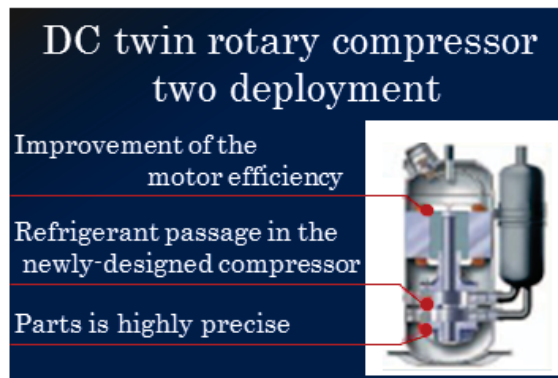 DC twin rotary compressor
two deployment
Improvement of the
motor efficiency
Refrigerant passage in the
newly-designed compressor
Parts is highly precise